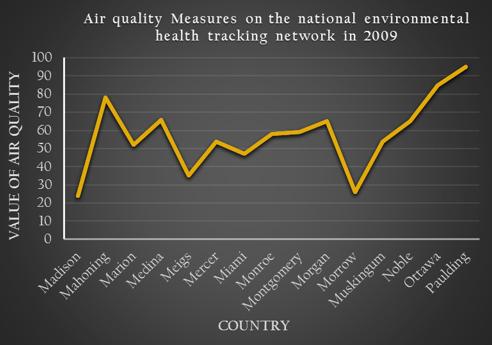 Air quality Measures on the national environmental
health tracking network in 2009
VALUE OF AIR QUALITY
100
90
80
70
60
50
40
30
20
10
0
Madison
Mahoning
Marion
Medina
Meigs
Mercer
Miami
Monroe
Montgomery
Morgan
Morrow
Muskingum
Noble
Ottawa
Paulding
COUNTRY